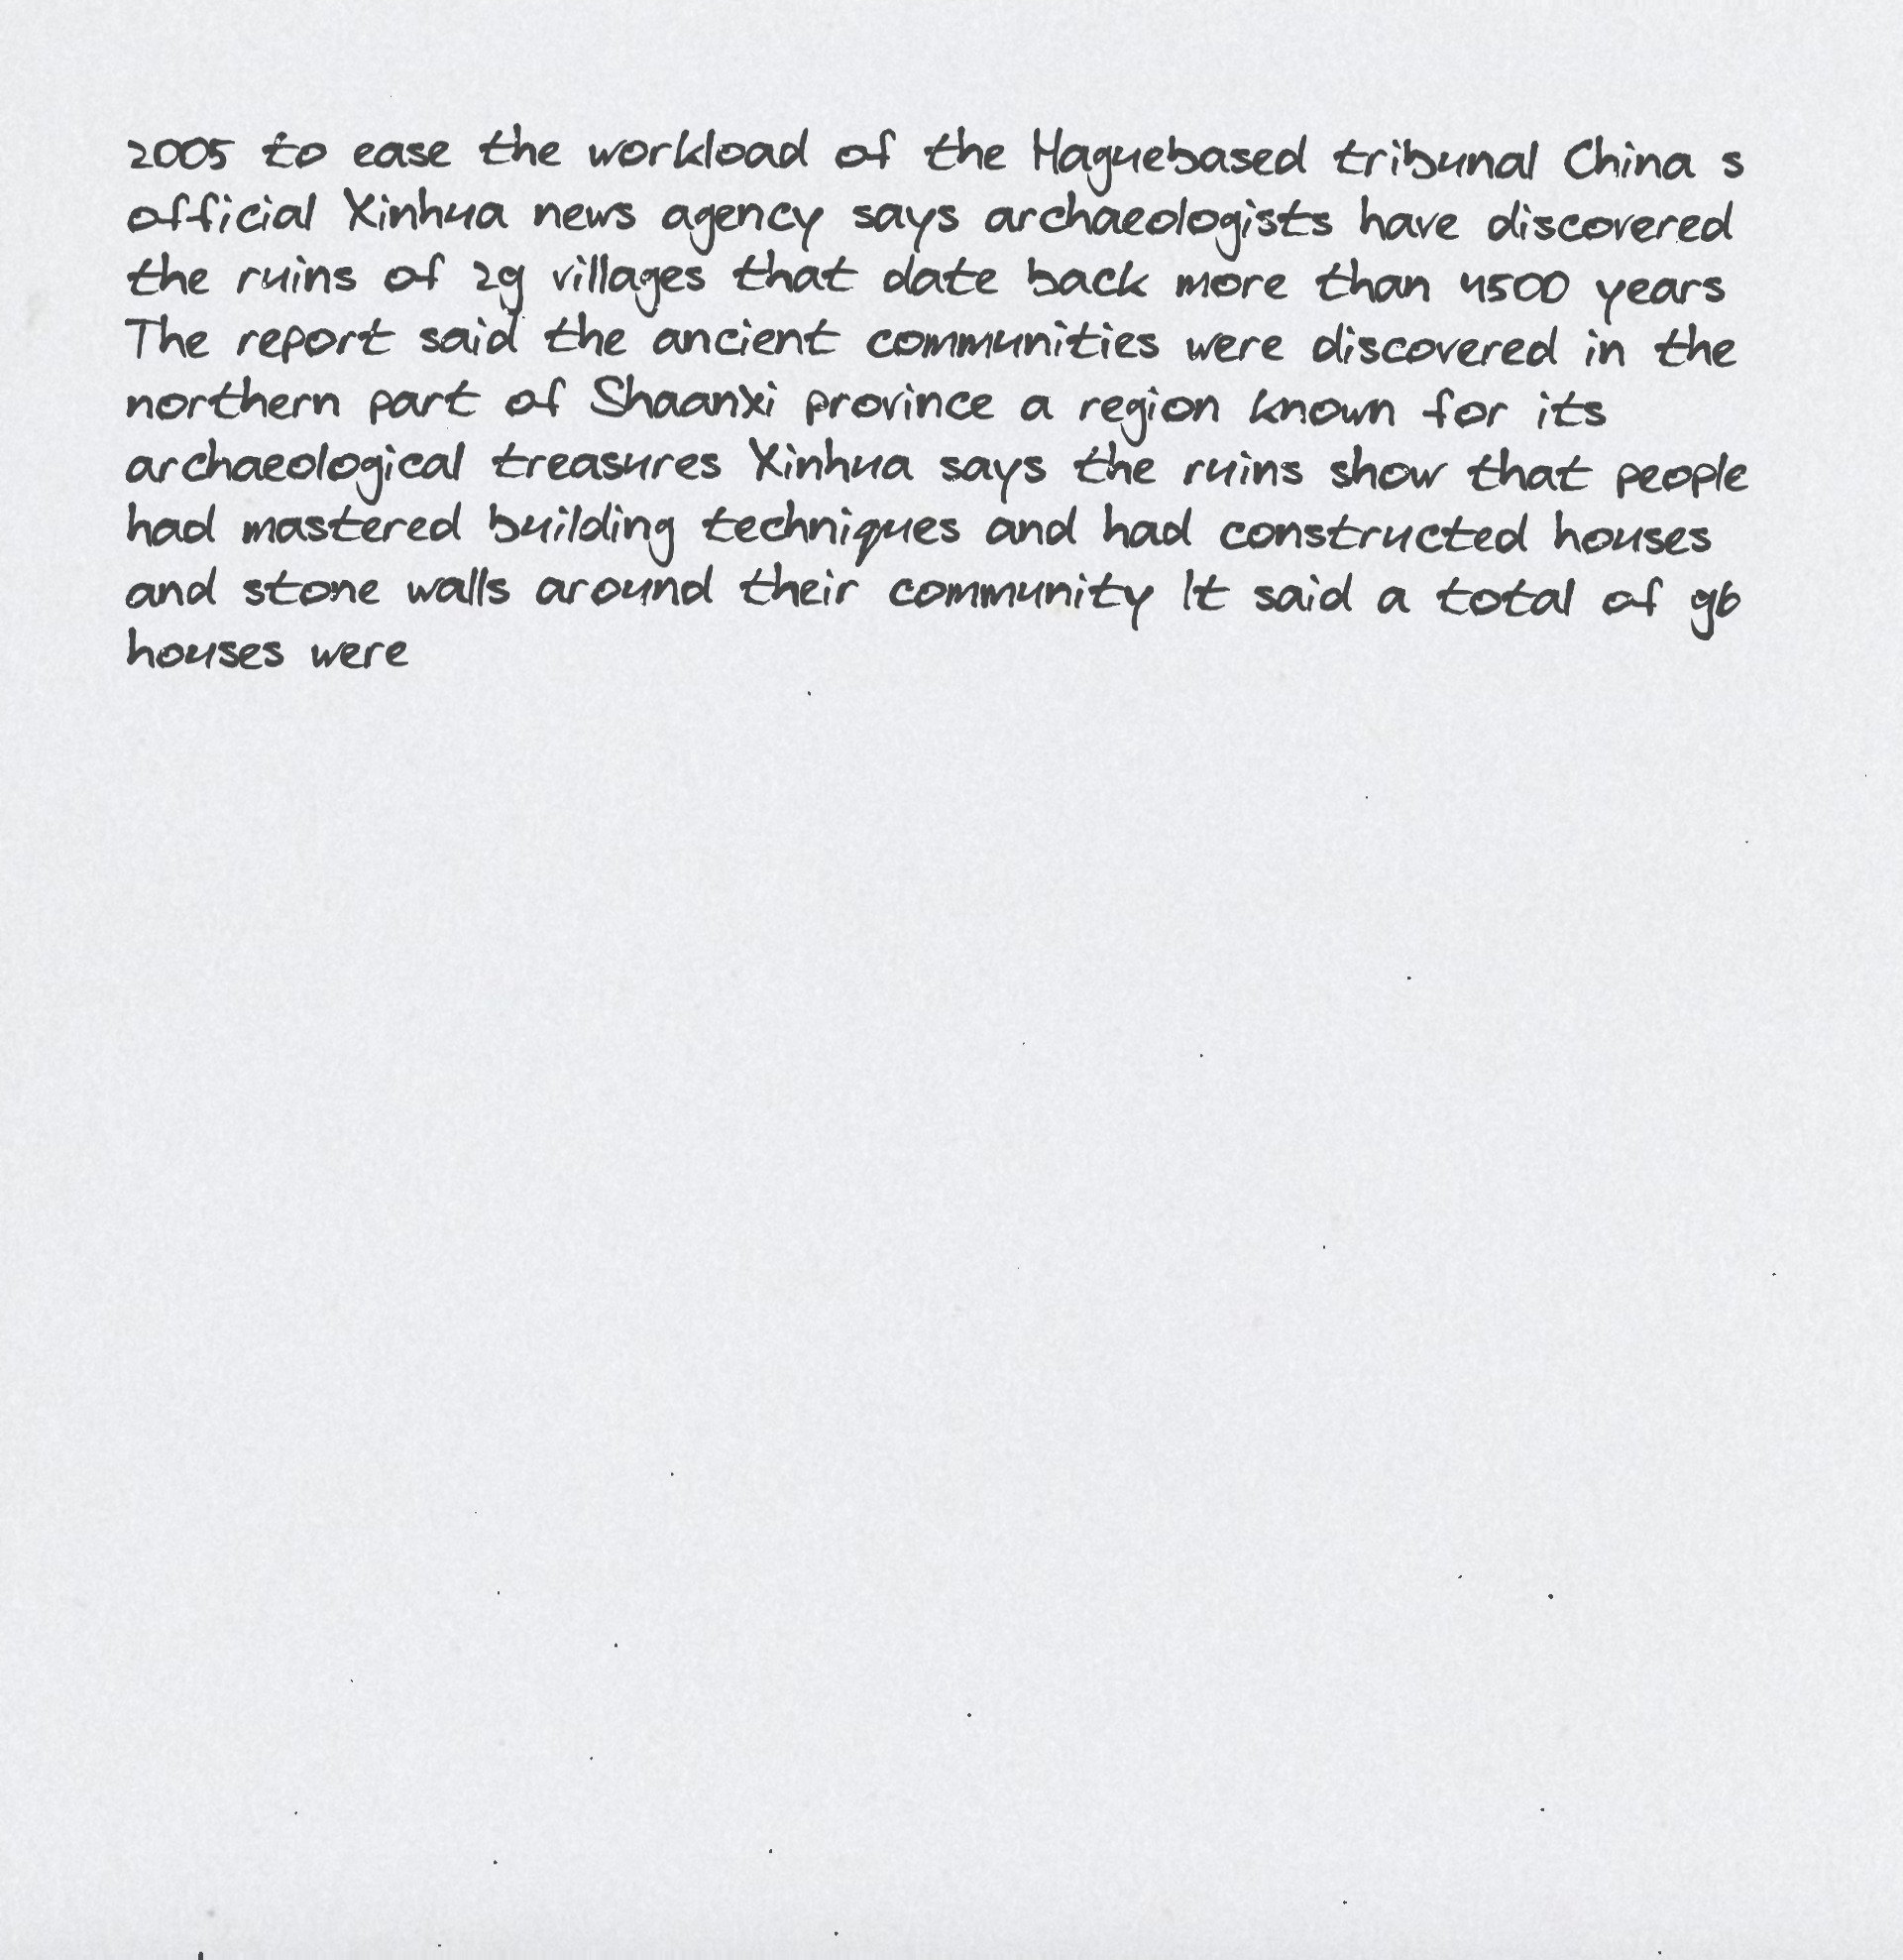 2005 to ease the workload of the Haguebased tribunal China s
official Xinhua news agency says archaeologists have discovered
the ruins of 29 villages that date back more than 4500 years
The report said the ancient communities were discovered in the
northern part of Shaanxi province a region known for its
archaeological treasures Xinhua says the ruins show that people
had mastered building techniques and had constructed houses
and stone walls around their community It said a total of 96
houses were